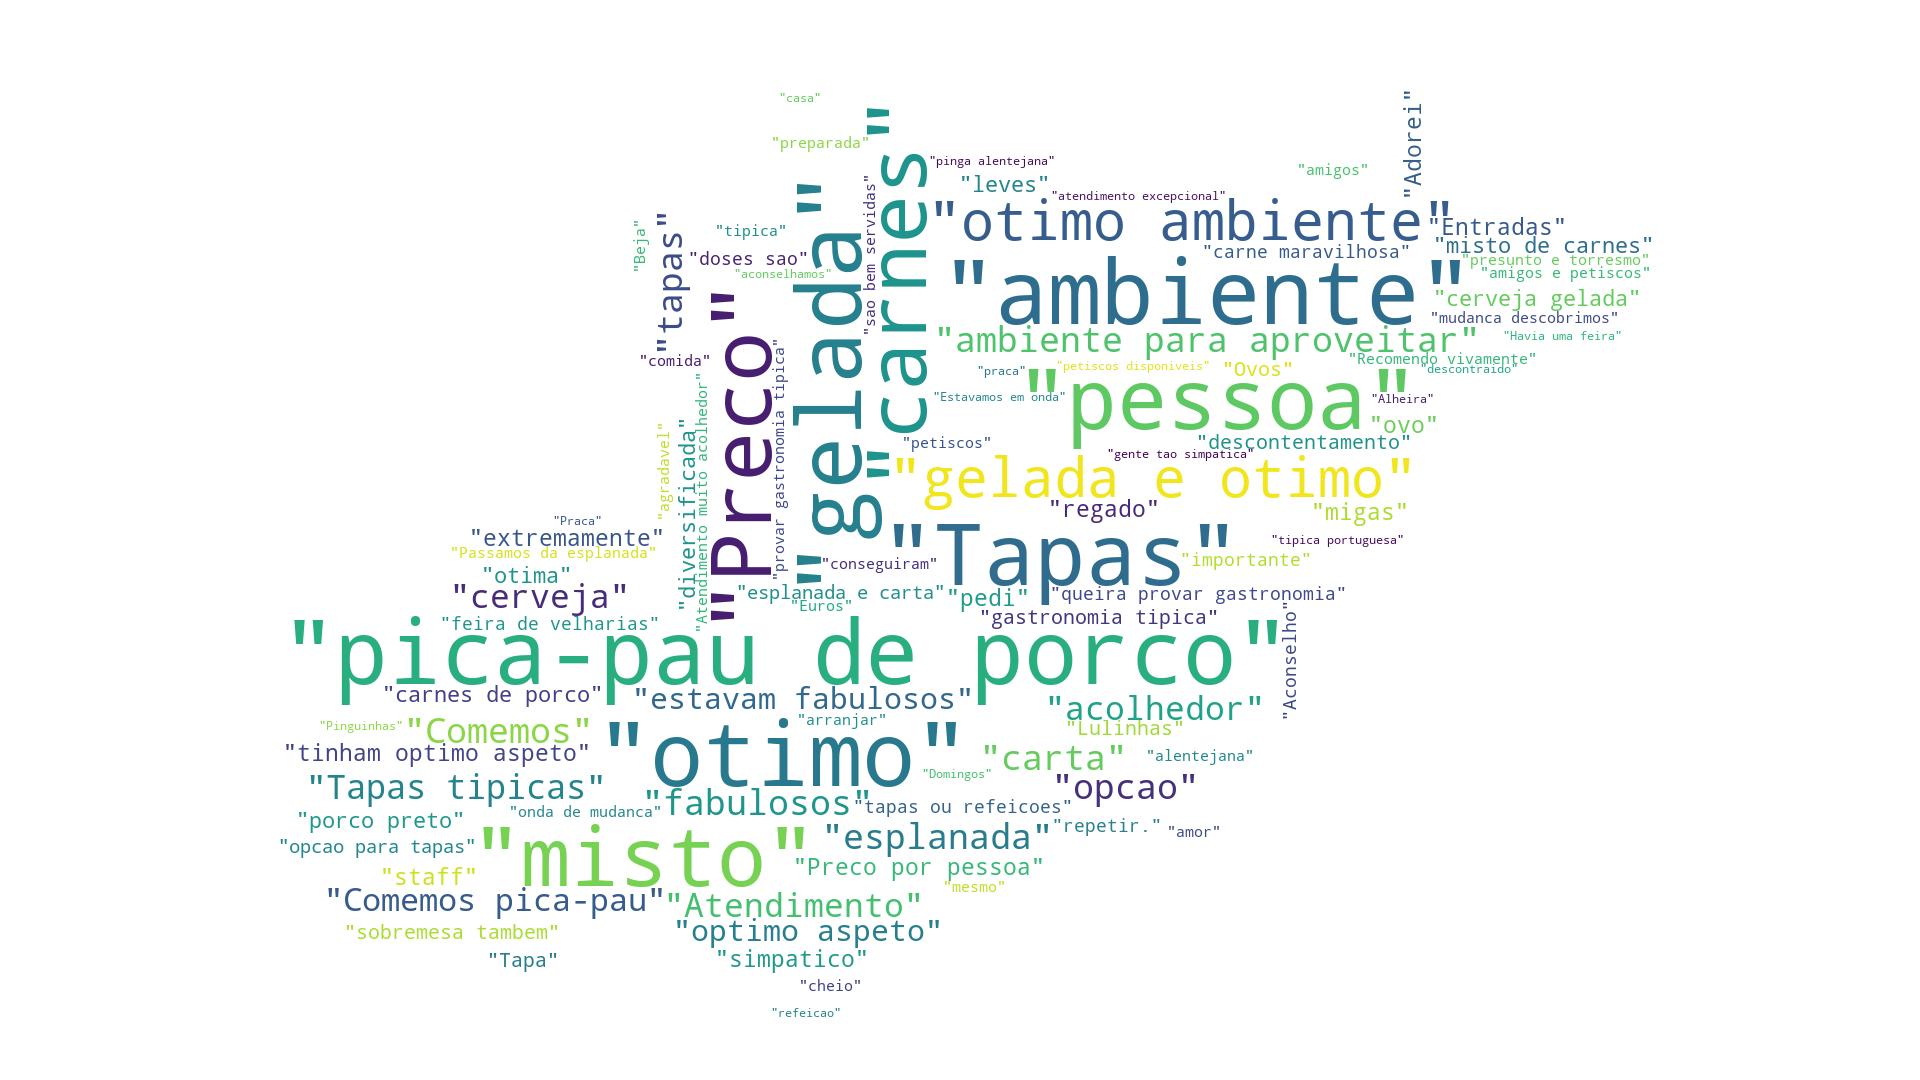 "casa"
"preparada"
"Adorei"
"carnes"
"pinga alentejana"
"amigos"
"leves"
"atendimento excepcional"
"otimo ambiente"
"Entradas"
"tapas"
"Beja"
"tipica"
"gelada"
"sao bem servidas"
"carne maravilhosa"
"misto de carnes"
"doses sao"
"presunto e torresmo"
"aconselhamos"
"amigos e petiscos"
"ambiente"
"cerveja gelada"
"mudanca descobrimos"
"Preco"
"ambiente para aproveitar"
"Havia uma feira"
"comida"
"Recomendo vivamente"
"provar gastronomia tipica"
"praca"
"petiscos disponiveis"
"Ovos"
"descontraido"
"Atendimento muito acolhedor"
"Estavamos em onda"
"pessoa"
"Alheira"
"ovo"
"agradavel"
"diversificada"
"petiscos"
"descontentamento"
"gente tao simpatica"
"gelada e otimo"
"regado"
"migas"
"Praca"
"extremamente"
"tipica portuguesa"
"Passamos da esplanada"
"Tapas"
"importante"
"otima"
"conseguiram"
"cerveja"
"esplanada e carta"
"pedi"
"queira provar gastronomia"
"Euros"
"gastronomia tipica"
"feira de velharias"
"pica-pau de porco"
"Aconselho"
"carnes de porco"
"estavam fabulosos"
"acolhedor"
"arranjar"
"Pinguinhas"
"Comemos"
"Lulinhas"
"tinham optimo aspeto"
"otimo"
"carta"
"alentejana"
"Domingos"
"Tapas tipicas"
"opcao"
"fabulosos"
"onda de mudanca"
"tapas ou refeicoes"
"porco preto"
"repetir."
"amor"
"opcao para tapas"
"misto"
"esplanada"
"Preco por pessoa"
"staff"
"mesmo"
"Comemos pica-pau"
"Atendimento"
"sobremesa tambem"
"optimo aspeto"
"Tapa"
"simpatico"
"cheio"
"refeicao"